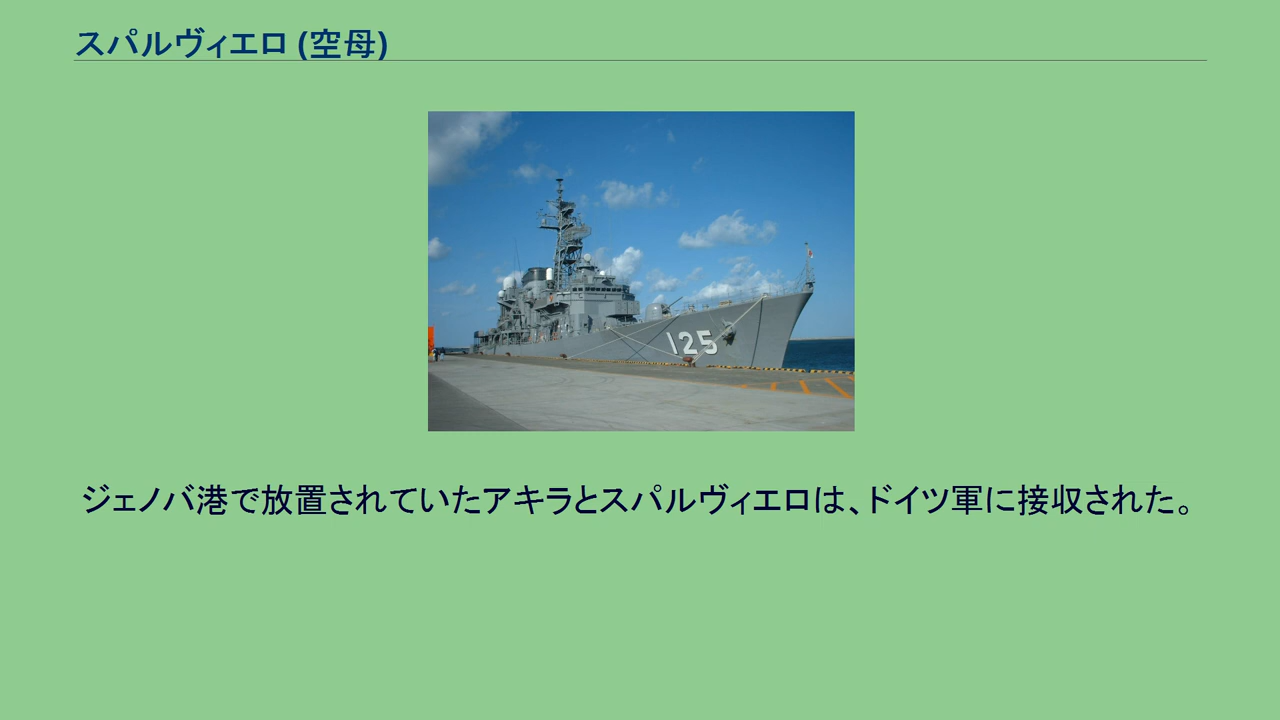 スパルヴィエロ (空母)
125
ジェノバ港で放置されていたアキラとスパルヴィエロは、ドイツ軍に接収された。